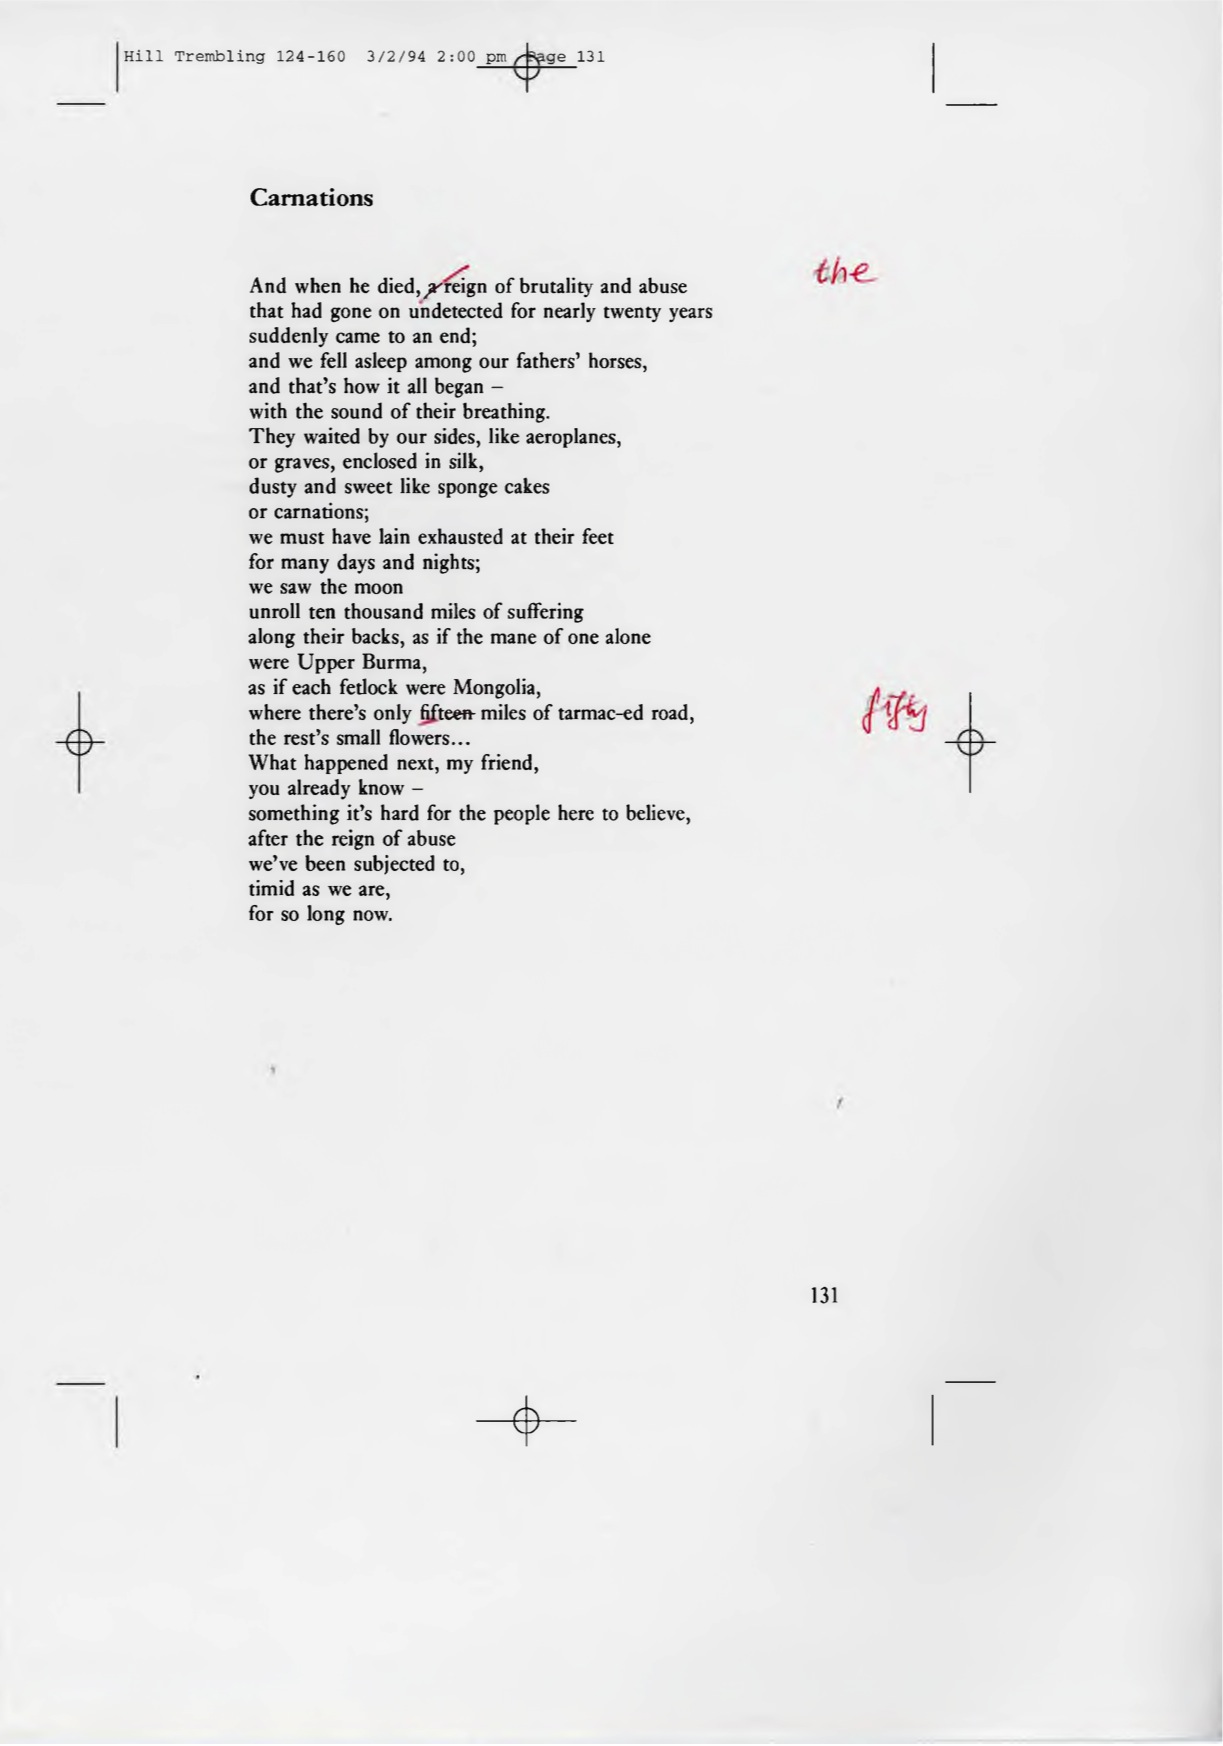 Hill Trembling 124-160 3/2/94 2:00 pm Page 131
Carnations
the
And when he died, a reign of brutality and abuse
that had gone on undetected for nearly twenty years
suddenly came to an end;
and we fell asleep among our fathers' horses,
and that's how it all began –
with the sound of their breathing.
They waited by our sides, like aeroplanes,
or graves, enclosed in silk,
dusty and sweet like sponge cakes
or carnations;
we must have lain exhausted at their feet
for many days and nights;
we saw the moon
unroll ten thousand miles of suffering
along their backs, as if the mane of one alone
were Upper Burma,
as if each fetlock were Mongolia,
where there's only fifteen miles of tarmac-ed road,
fifty
the rest's small flowers...
What happened next, my friend,
you already know –
something it's hard for the people here to believe,
after the reign of abuse
we've been subjected to,
timid as we are,
for so long now.
131